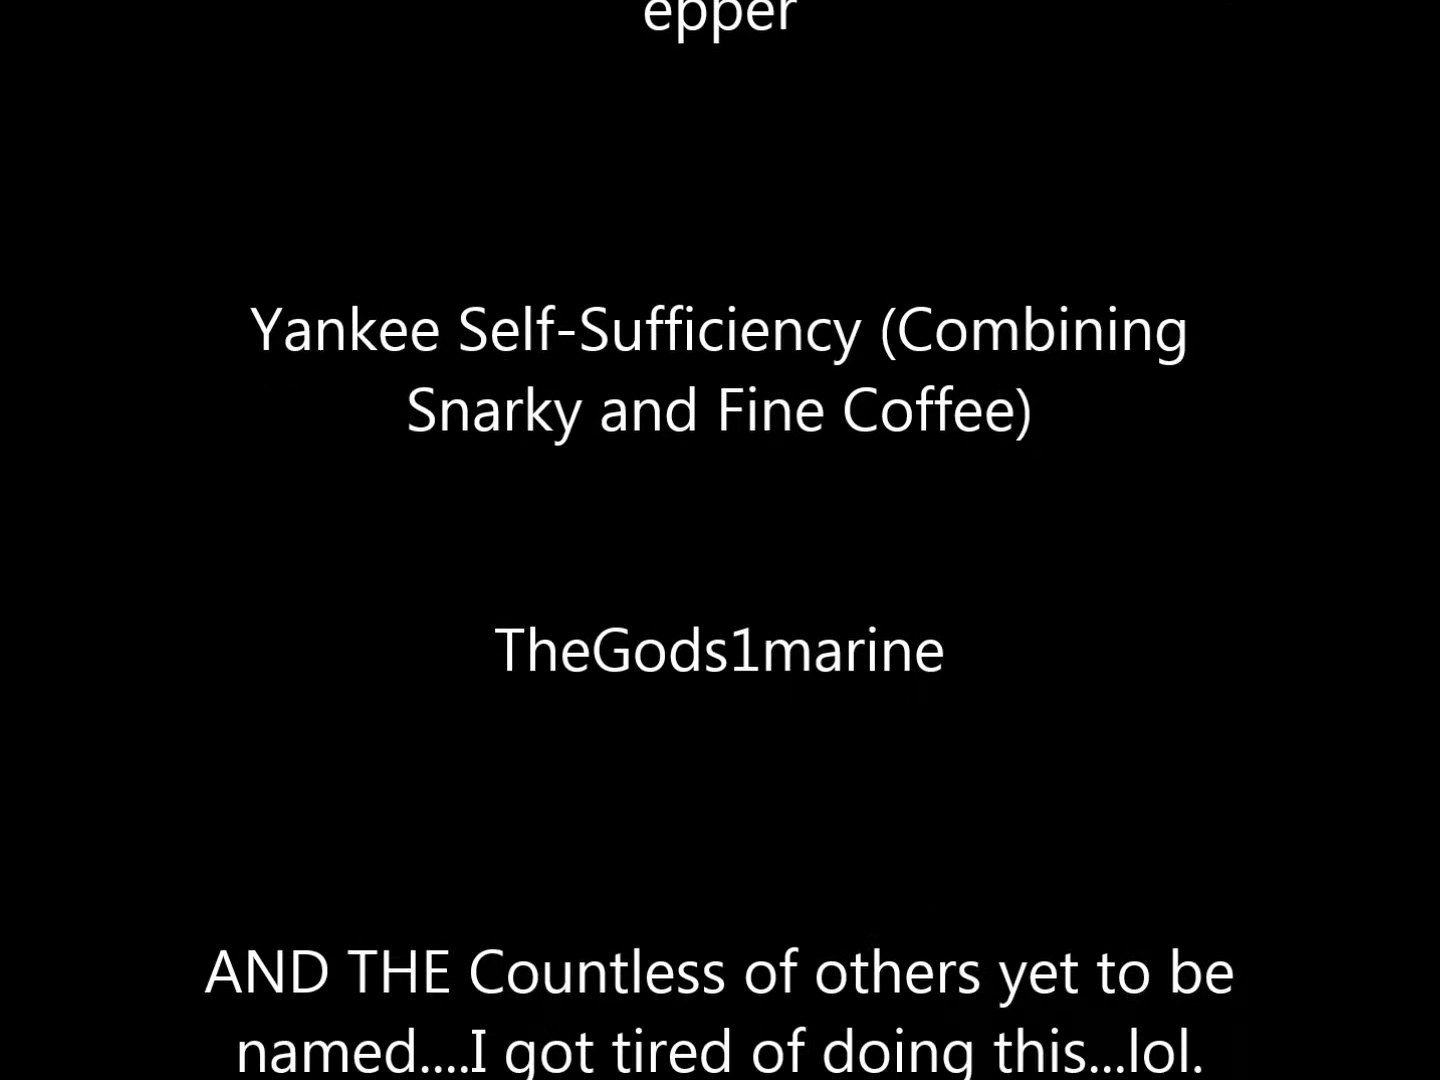 epper
Yankee Self-Sufficiency (Combining
Snarky and Fine Coffee)
TheGods1marine
AND THE Countless of others yet to be
named....I got tired of doing this...lol.